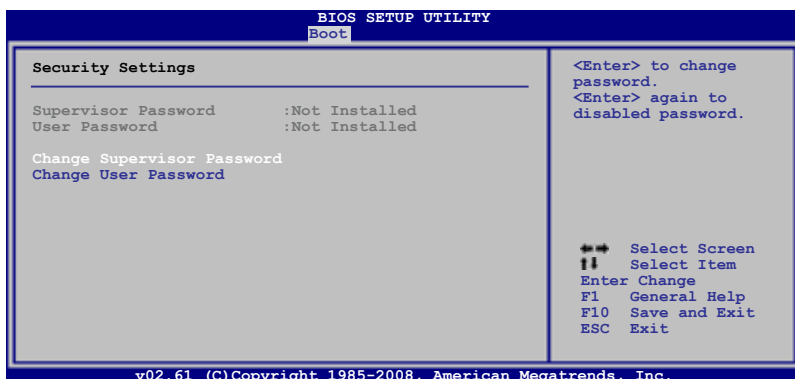 BIOS SETUP UTILITY
Boot
Security Settings
Supervisor Password :Not Installed
User Password :Not Installed
Change Supervisor Password
Change User Password
<Enter> to change
password.
<Enter> again to
disabled password.
Select Screen
Select Item
Enter Change
F1 General Help
F10 Save and Exit
ESC Exit
v02.61 (C)Copyright 1985-2008, American Megatrends, Inc.